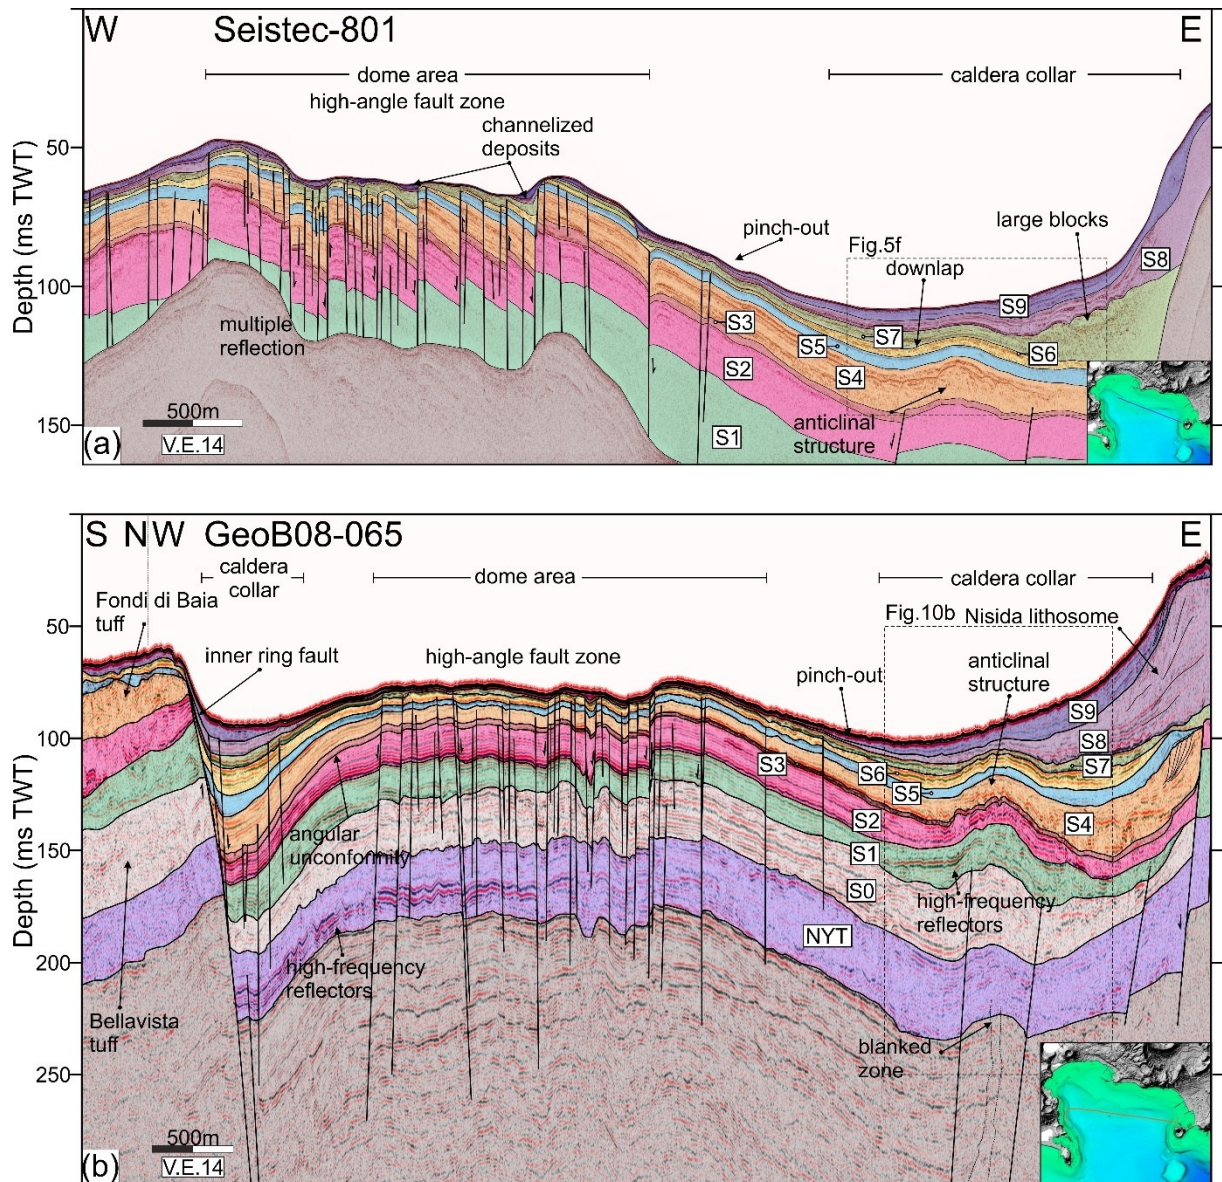 W Seistec-801 E
dome area
caldera collar
high-angle fault zone
channelized
deposits
Depth (ms TWT)
50
100
150
pinch-out
large blocks
Fig.5f
downlap
multiple
reflection
S8
S9
S7
S3
S5
S6
S2
S4
S1
anticlinal
structure
500m
V.E.14
(a)
S N W GeoB08-065 E
caldera
collar
dome area
caldera collar
Fondi di Baia
tuff
Fig.10b
Nisida lithosome
inner ring fault
high-angle fault zone
anticlinal
structure
pinch-out
Depth (ms TWT)
50
100
150
200
250
S9
S8
S7
S3
S6
S5
S2
S4
S1
S0
angular
unconformity
high-frequency
reflectors
NYT
high-frequency
reflectors
Bellavista
tuff
blanked
zone
500m
V.E.14
(b)